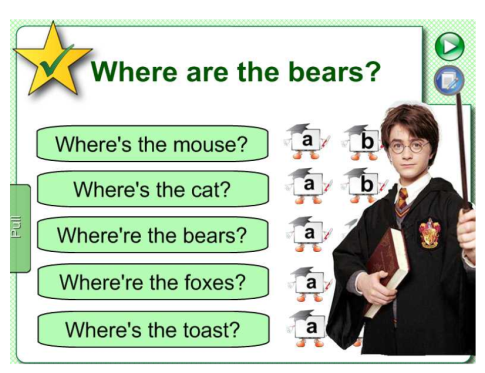 Where are the bears?
Where's the mouse? a b
Where's the cat? a b
Where're the bears? a
Where're the foxes? a
Where's the toast? a
Pull